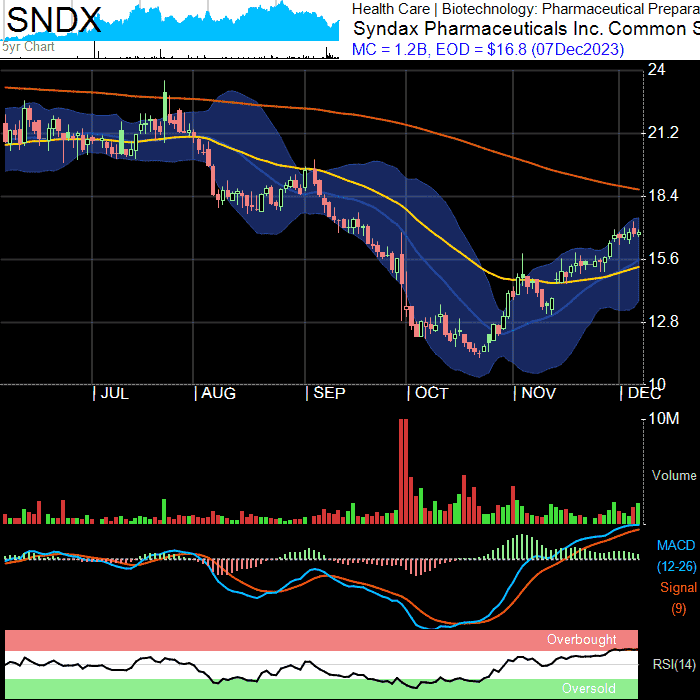 SNDX
5yr Chart
Health Care | Biotechnology: Pharmaceutical Prepara
Syndax Pharmaceuticals Inc. Common S
MC = 1.2B, EOD = $16.8 (07Dec2023)
24
21.2
18.4
15.6
12.8
10
JUL
AUG
SEP
OCT
NOV
DEC
10M
Volume
MACD
(12-26)
Signal
(9)
Overbought
RSI(14)
Oversold